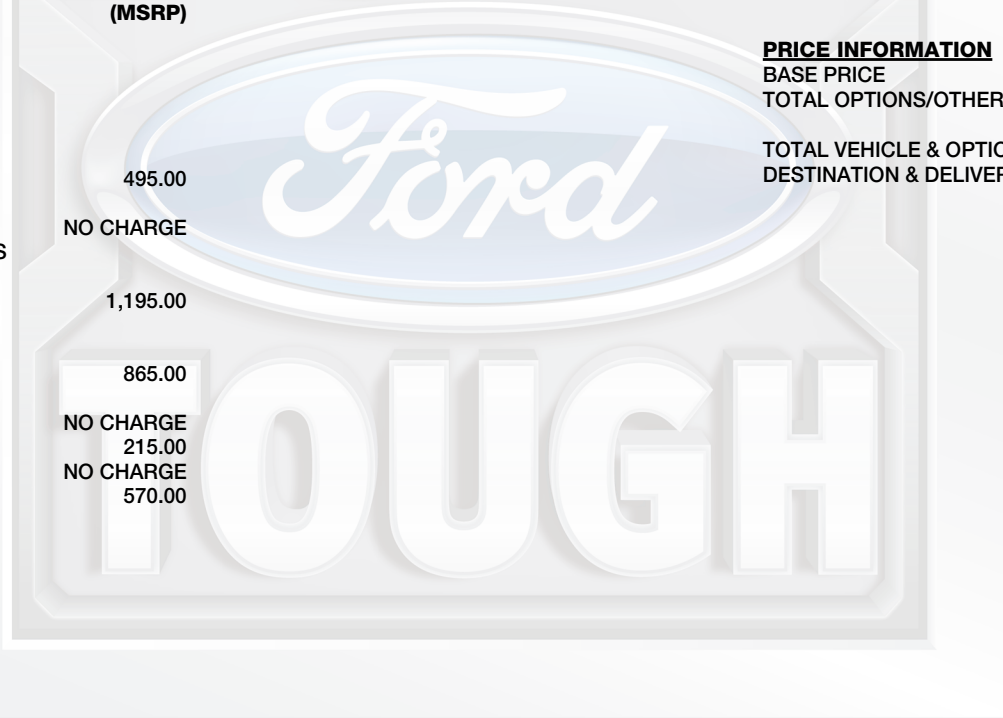 (MSRP)
495.00
NO CHARGE
S
1,195.00
865.00
NO CHARGE
215.00
NO CHARGE
570.00
PRICE INFORMATION
BASE PRICE
TOTAL OPTIONS/OTHER
TOTAL VEHICLE & OPTIO
DESTINATION & DELIVER
Ford
TOUGH